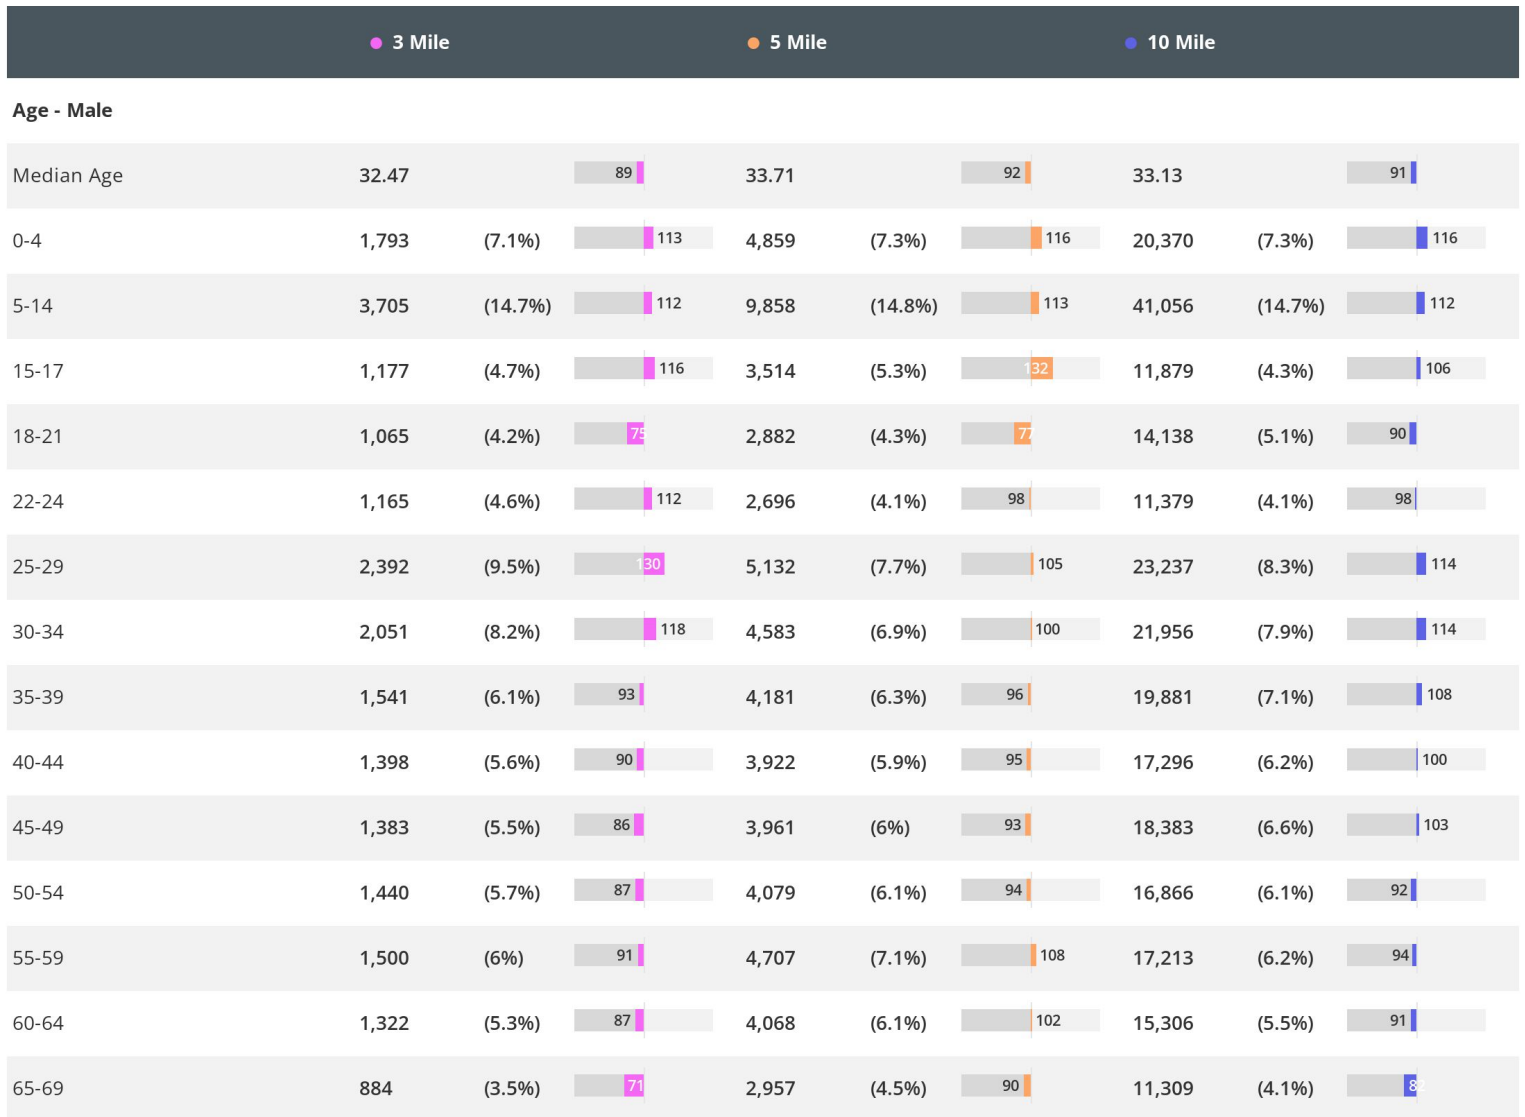 3 Mile 5 Mile 10 Mile
Age - Male
Median Age 32.47 89 33.71 92 33.13 91
0-4 1,793 (7.1%) 113 4,859 (7.3%) 116 20,370 (7.3%) 116
5-14 3,705 (14.7%) 112 9,858 (14.8%) 113 41,056 (14.7%) 112
15-17 1,177 (4.7%) 116 3,514 (5.3%) 132 11,879 (4.3%) 106
18-21 1,065 (4.2%) 75 2,882 (4.3%) 77 14,138 (5.1%) 90
22-24 1,165 (4.6%) 112 2,696 (4.1%) 98 11,379 (4.1%) 98
25-29 2,392 (9.5%) 130 5,132 (7.7%) 105 23,237 (8.3%) 114
30-34 2,051 (8.2%) 118 4,583 (6.9%) 100 21,956 (7.9%) 114
35-39 1,541 (6.1%) 93 4,181 (6.3%) 96 19,881 (7.1%) 108
40-44 1,398 (5.6%) 90 3,922 (5.9%) 95 17,296 (6.2%) 100
45-49 1,383 (5.5%) 86 3,961 (6%) 93 18,383 (6.6%) 103
50-54 1,440 (5.7%) 87 4,079 (6.1%) 94 16,866 (6.1%) 92
55-59 1,500 (6%) 91 4,707 (7.1%) 108 17,213 (6.2%) 94
60-64 1,322 (5.3%) 87 4,068 (6.1%) 102 15,306 (5.5%) 91
65-69 884 (3.5%) 71 2,957 (4.5%) 90 11,309 (4.1%)